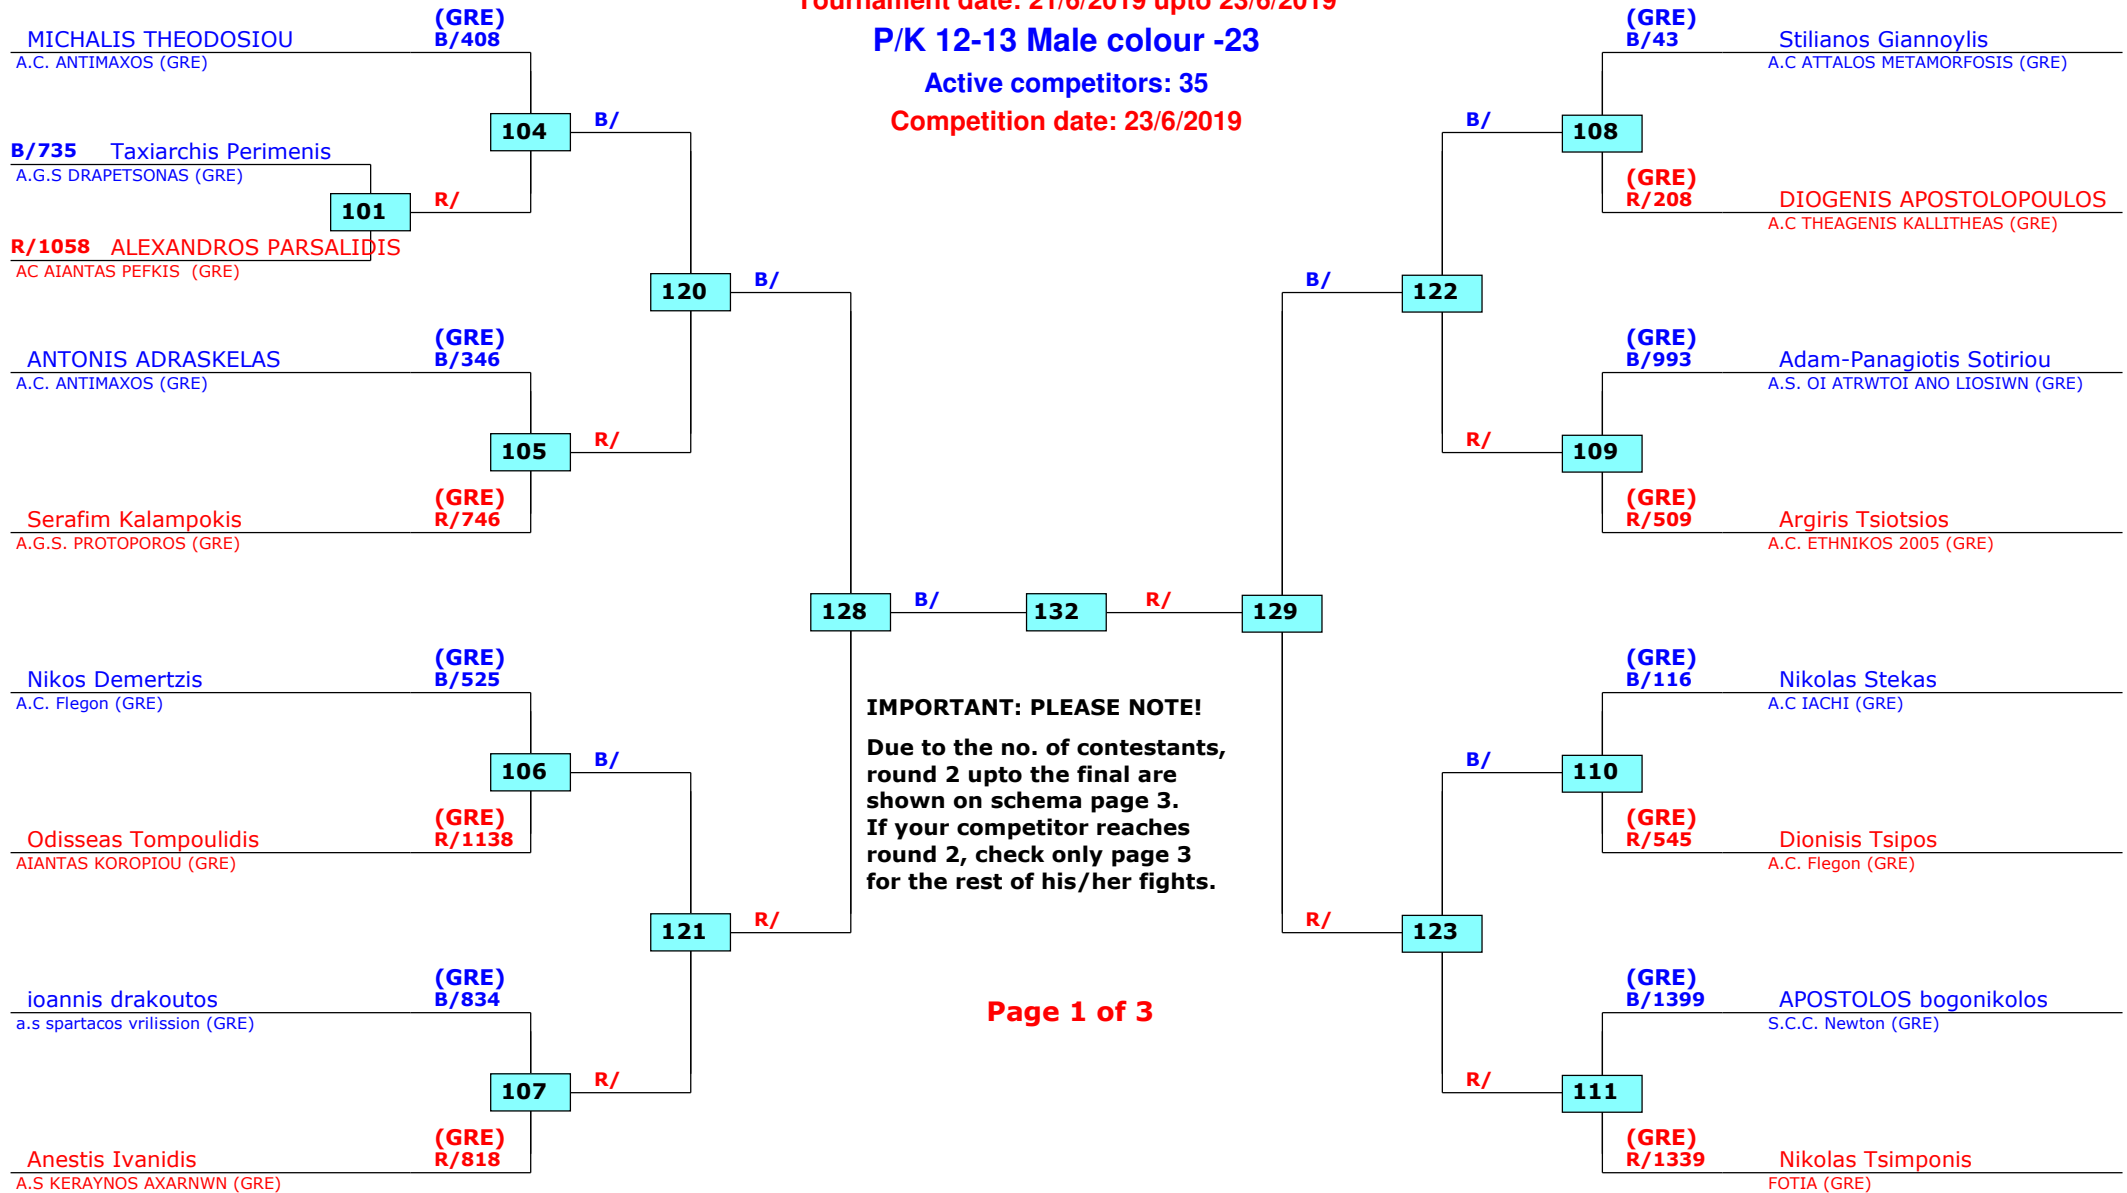 Tournament date: 21/6/2019 upto 23/6/2019
P/K 12-13 Male colour -23
Active competitors: 35
Competition date: 23/6/2019
(GRE)
MICHALIS THEODOSIOU B/408
A.C. ANTIMAXOS (GRE)
104 B/
B/735 Taxiarchis Perimenis
A.G.S DRAPETSONAS (GRE)
101 R/
R/1058 ALEXANDROS PARSALIDIS
AC AIANTAS PEFKIS (GRE)
120 B/
(GRE)
ANTONIS ADRASKELAS B/346
A.C. ANTIMAXOS (GRE)
105 R/
(GRE)
Serafim Kalampokis R/746
A.G.S. PROTOPOROS (GRE)
128 B/ 132 R/ 129
(GRE)
Nikos Demertzis B/525
A.C. Flegon (GRE)
106 B/
(GRE)
Odisseas Tompoulidis R/1138
AIANTAS KOROPIOU (GRE)
121 R/
(GRE)
ioannis drakoutos B/834
a.s spartacos vrilission (GRE)
107 R/
(GRE)
Anestis Ivanidis R/818
A.S KERAYNOS AXARNWN (GRE)
IMPORTANT: PLEASE NOTE!
Due to the no. of contestants,
round 2 upto the final are
shown on schema page 3.
If your competitor reaches
round 2, check only page 3
for the rest of his/her fights.
Page 1 of 3
(GRE)
B/43 Stilianos Giannoylis
A.C ATTALOS METAMORFOSIS (GRE)
B/ 108
(GRE)
R/208 DIOGENIS APOSTOLOPOULOS
A.C THEAGENIS KALLITHEAS (GRE)
B/ 122
(GRE)
B/993 Adam-Panagiotis Sotiriou
A.S. OI ATRWTOI ANO LIOSIWN (GRE)
R/ 109
(GRE)
R/509 Argiris Tsiotsios
A.C. ETHNIKOS 2005 (GRE)
(GRE)
B/116 Nikolas Stekas
A.C IACHI (GRE)
B/ 110
(GRE)
R/545 Dionisis Tsipos
A.C. Flegon (GRE)
R/ 123
(GRE)
B/1399 APOSTOLOS bogonikolos
S.C.C. Newton (GRE)
R/ 111
(GRE)
R/1339 Nikolas Tsimponis
FOTIA (GRE)